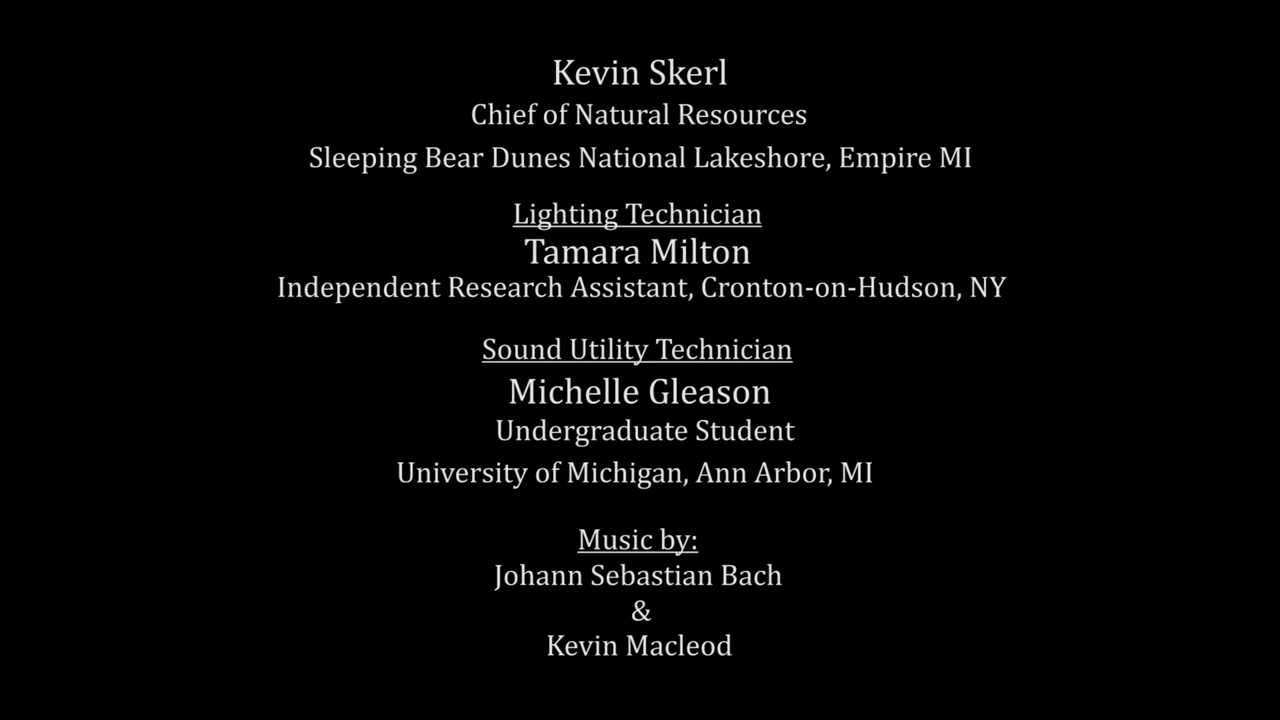 Kevin Skerl
Chief of Natural Resources
Sleeping Bear Dunes National Lakeshore, Empire MI
Lighting Technician
Tamara Milton
Independent Research Assistant, Cronton-on-Hudson, NY
Sound Utility Technician
Michelle Gleason
Undergraduate Student
University of Michigan, Ann Arbor, MI
Music by:
Johann Sebastian Bach
&
Kevin Macleod